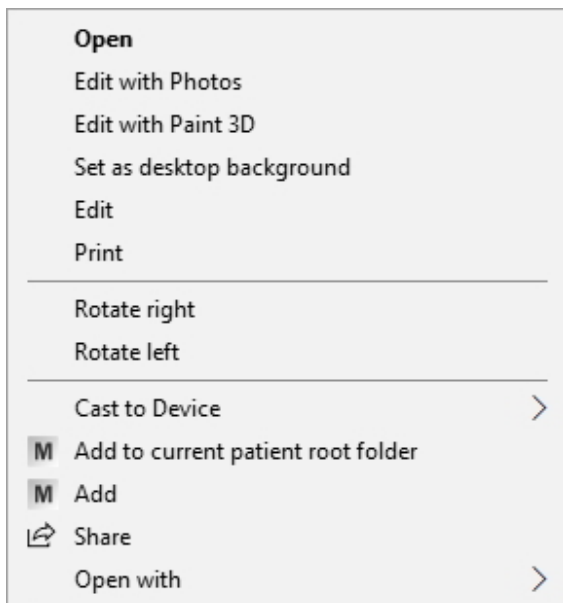 Open
Edit with Photos
Edit with Paint 3D
Set as desktop background
Edit
Print
Rotate right
Rotate left
Cast to Device
M Add to current patient root folder
M Add
Share
Open with